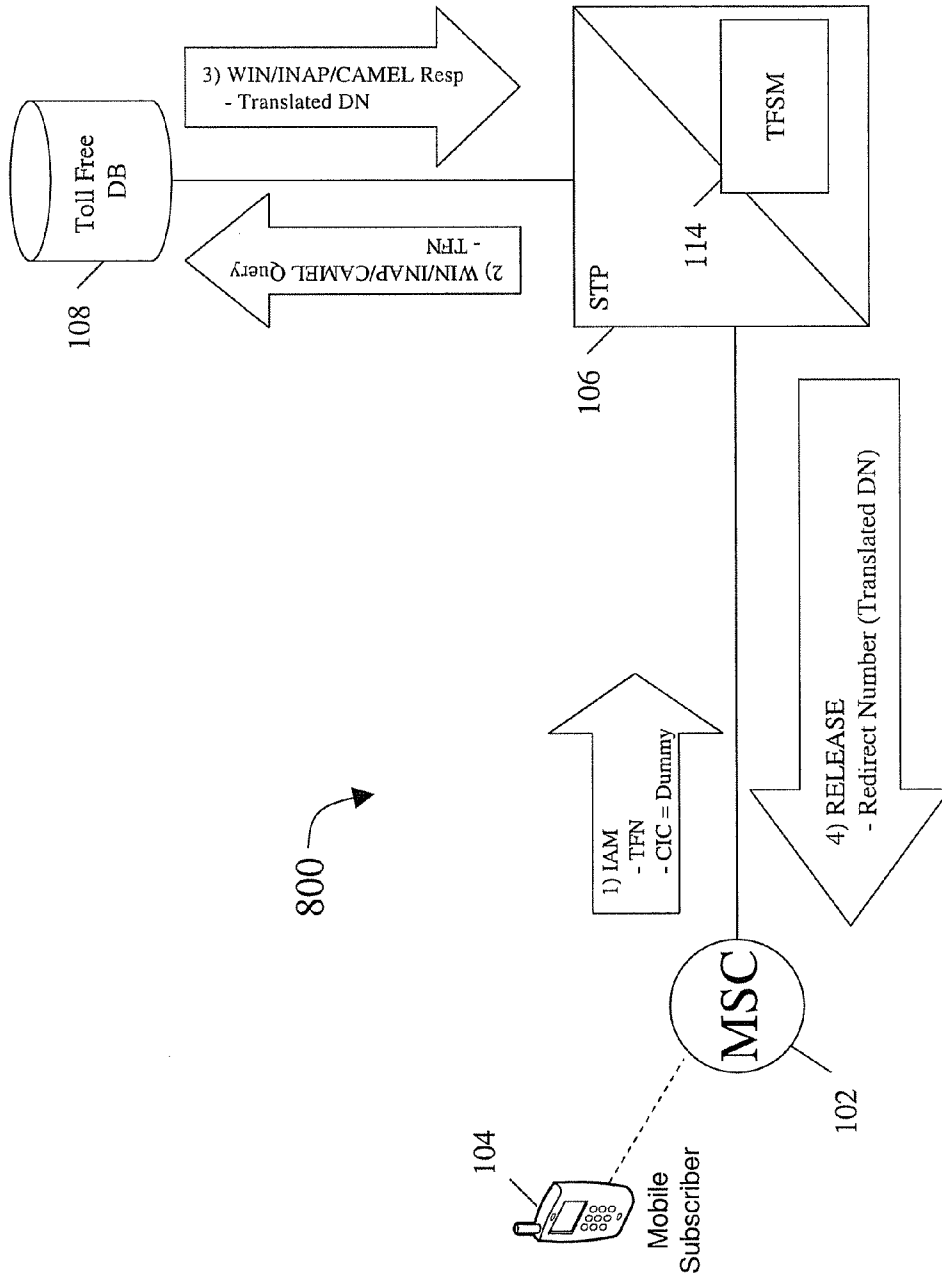 Toll Free
DB
108
3) WIN/INAP/CAMEL Resp
- Translated DN
2) WIN/INAP/CAMEL Query
- TFN
STP
106
114
TFSM
800
1) IAM
- TFN
- CIC = Dummy
4) RELEASE
- Redirect Number (Translated DN)
104
Mobile
Subscriber
MSC
102